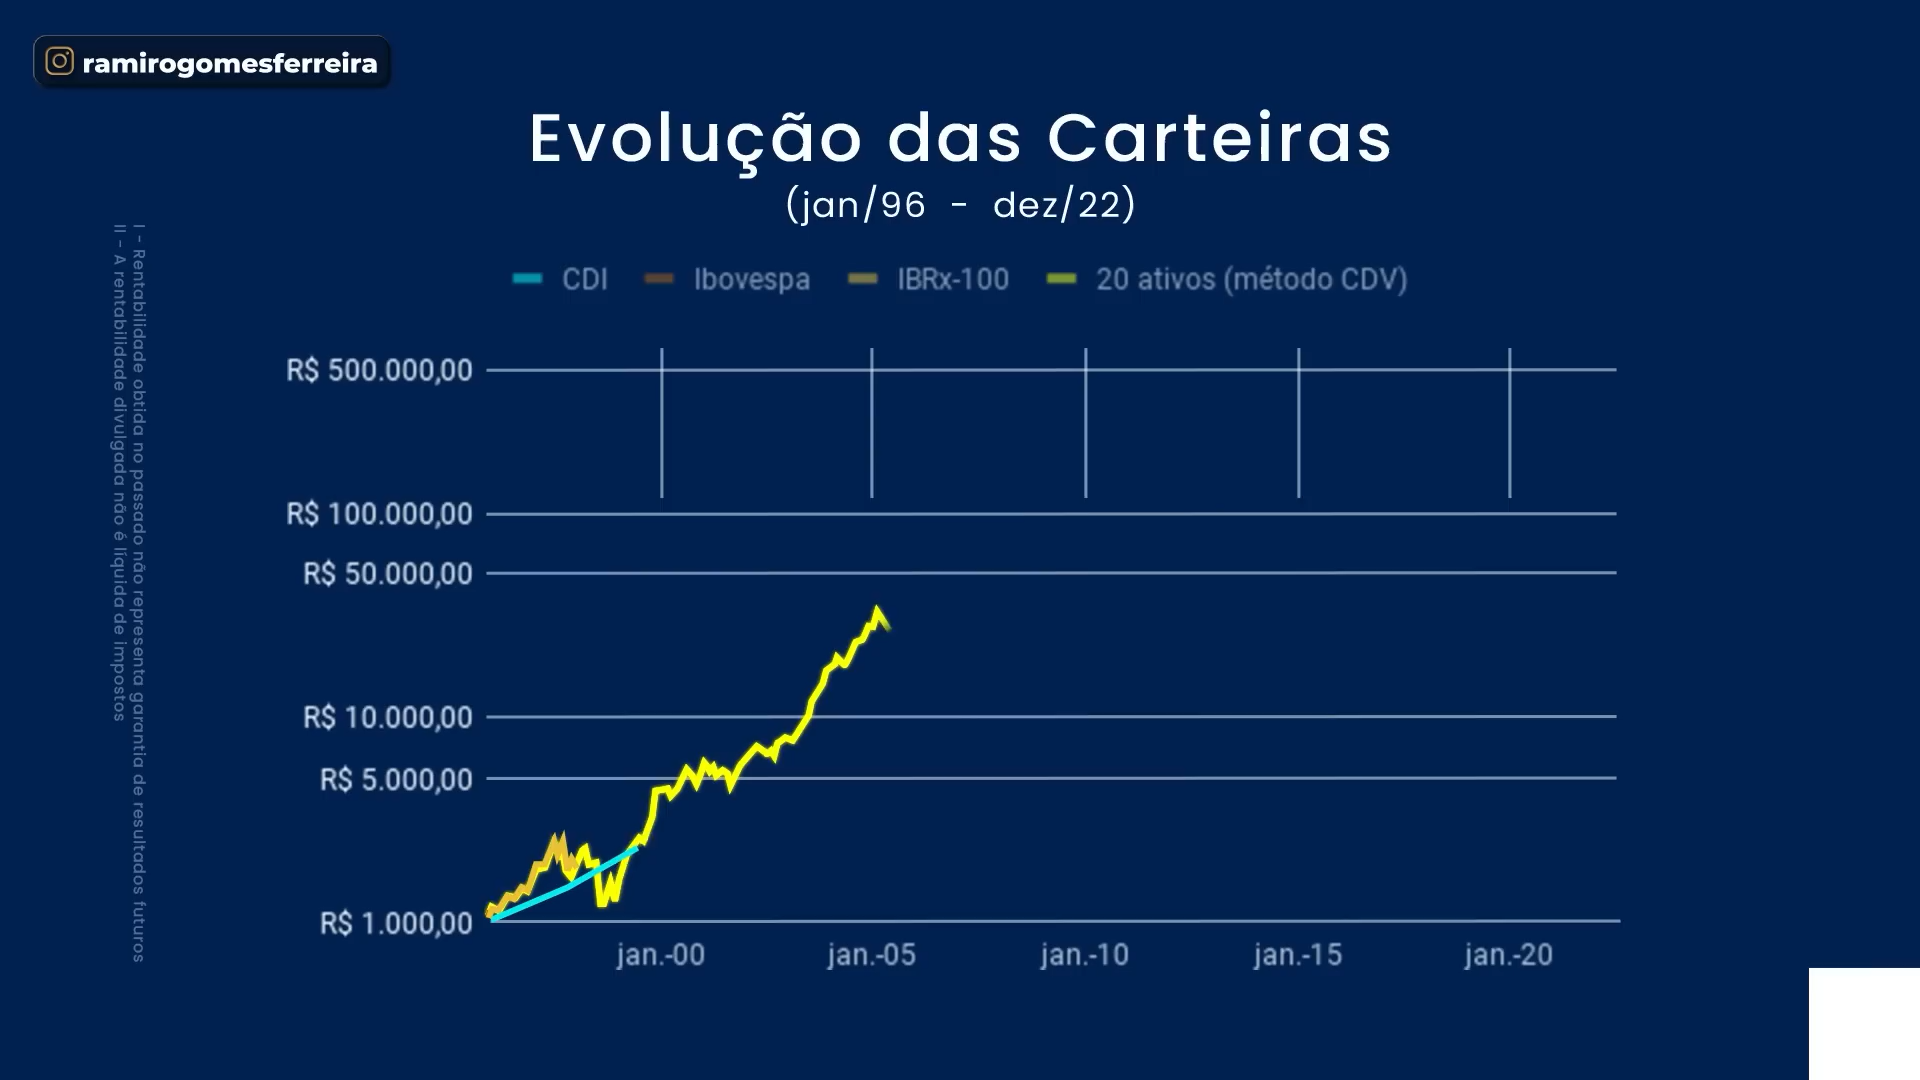 ramirogomesferreira
Evolução das Carteiras
(jan/96 - dez/22)
CDI
Ibovespa
IBRx-100
20 ativos (método CDV)
R$ 500.000,00
R$ 100.000,00
R$ 50.000,00
R$ 10.000,00
R$ 5.000,00
R$ 1.000,00
jan.-00
jan.-05
jan.-10
jan.-15
jan.-20
I - Rentabilidade obtida no passado não representa garantia de resultados futuros
II - A rentabilidade divulgada não é líquida de impostos